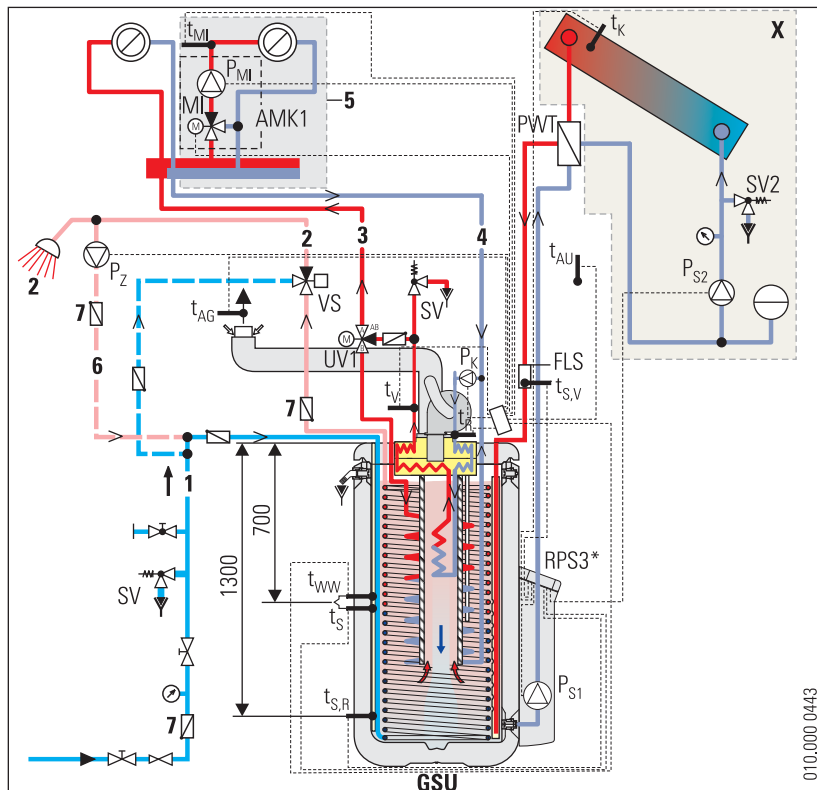 t_MI
t_K
X
P_MI
5
MI
M
AMK1
PWT
SV2
2
3
4
t_AU
P_S2
2
P_Z
VS
SV
7
t_AG
A
AB
M
B
UV1
P_K
FLS
t_V
t_R
t_S,V
6
7
1
700
1300
RPS3*
t_WW
t_S
SV
t_S,R
P_S1
7
GSU
010.000 0443